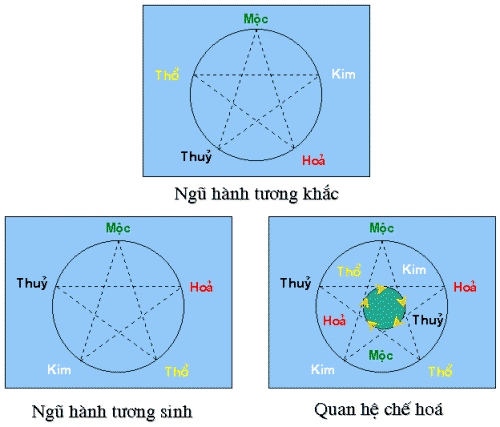 Mộc
Thổ
Kim
Thuỷ
Hoả
Ngũ hành tương khắc
Mộc
Thuỷ
Hoả
Kim
Thổ
Ngũ hành tương sinh
Mộc
Thổ
Kim
Thuỷ
Hoả
Hoả
Thuỷ
Mộc
Kim
Thổ
Quan hệ chế hoá